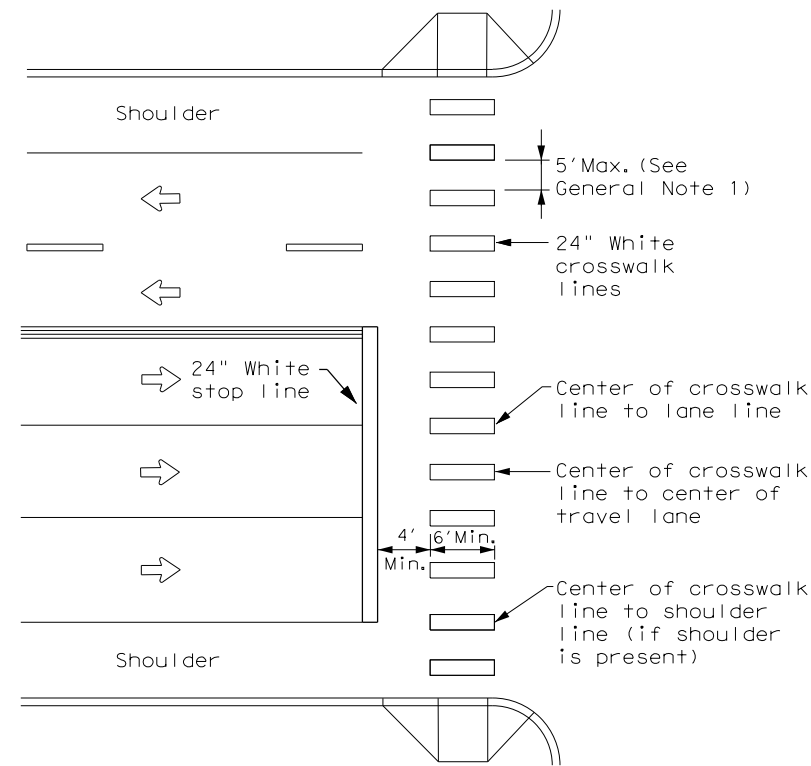 Shoulder
5' Max. (See
General Note 1)
24" White
crosswalk
lines
24" White
stop line
Center of crosswalk
line to lane line
Center of crosswalk
line to center of
travel lane
4'
Min.
6' Min.
Center of crosswalk
line to shoulder
line (if shoulder
is present)
Shoulder